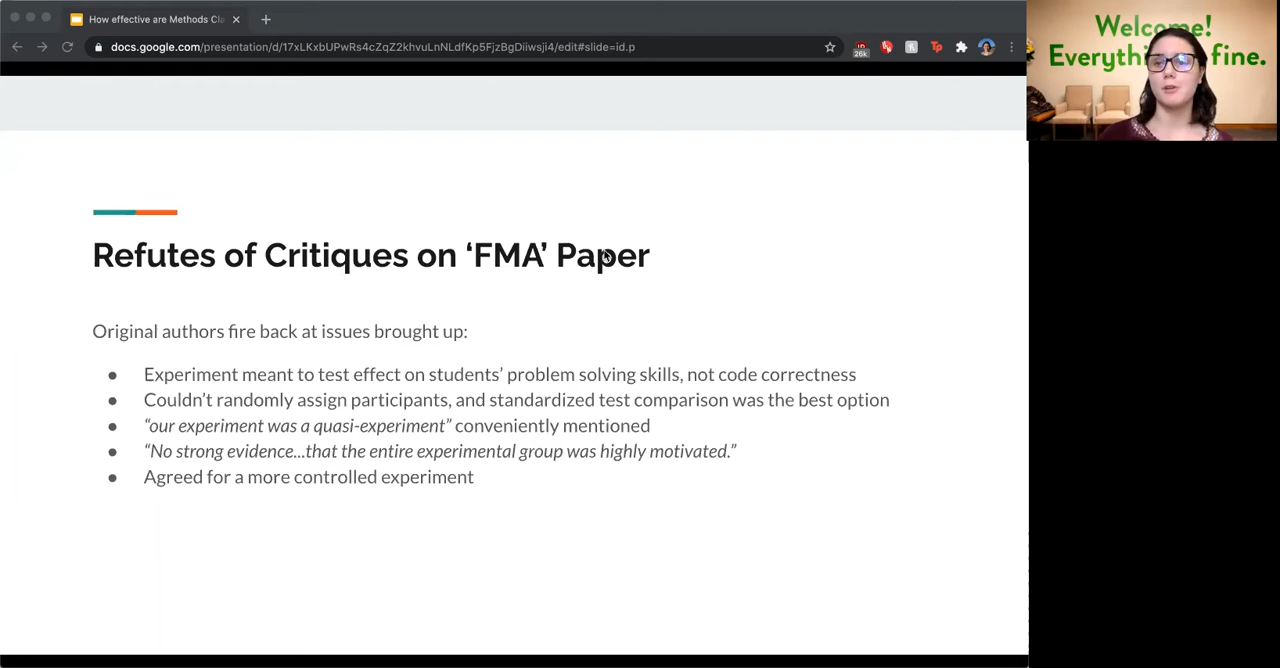 How effective are Methods Cla
docs.google.com/presentation/d/17xLKxbUPwRs4cZqZ2khvuLnNLdfKp5FjzBgDiiwsji4/edit#slide=id.p
26k
Tp
Welcome!
Everything fine.
Refutes of Critiques on ‘FMA’ Paper
Original authors fire back at issues brought up:
● Experiment meant to test effect on students’ problem solving skills, not code correctness
● Couldn’t randomly assign participants, and standardized test comparison was the best option
● “our experiment was a quasi-experiment” conveniently mentioned
● “No strong evidence...that the entire experimental group was highly motivated.”
● Agreed for a more controlled experiment